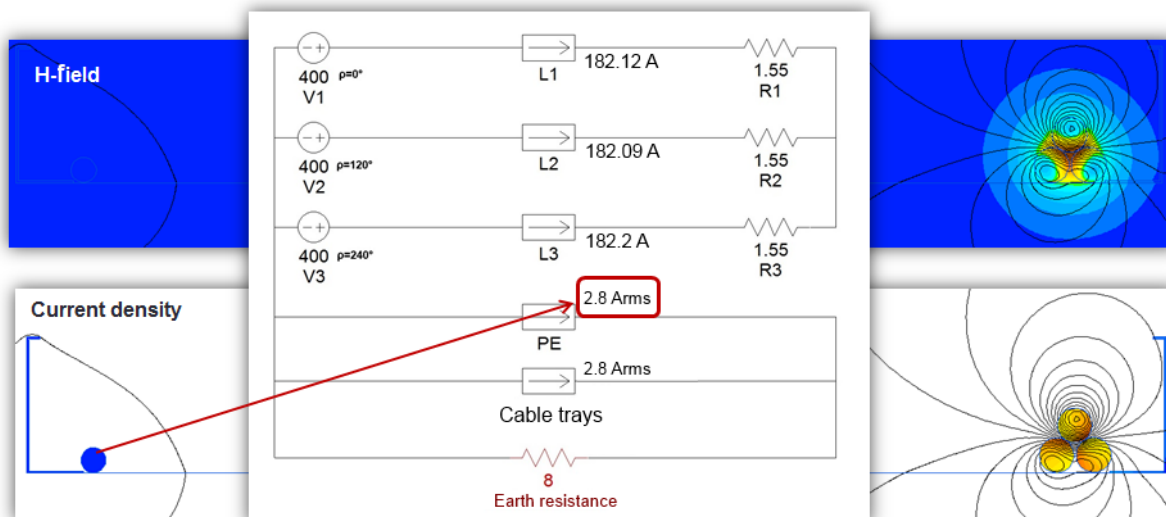 H-field
400 ρ=0°
V1
L1
182.12 A
1.55
R1
400 ρ=120°
V2
L2
182.09 A
1.55
R2
400 ρ=240°
V3
L3
182.2 A
1.55
R3
Current density
2.8 Arms
PE
2.8 Arms
Cable trays
8
Earth resistance